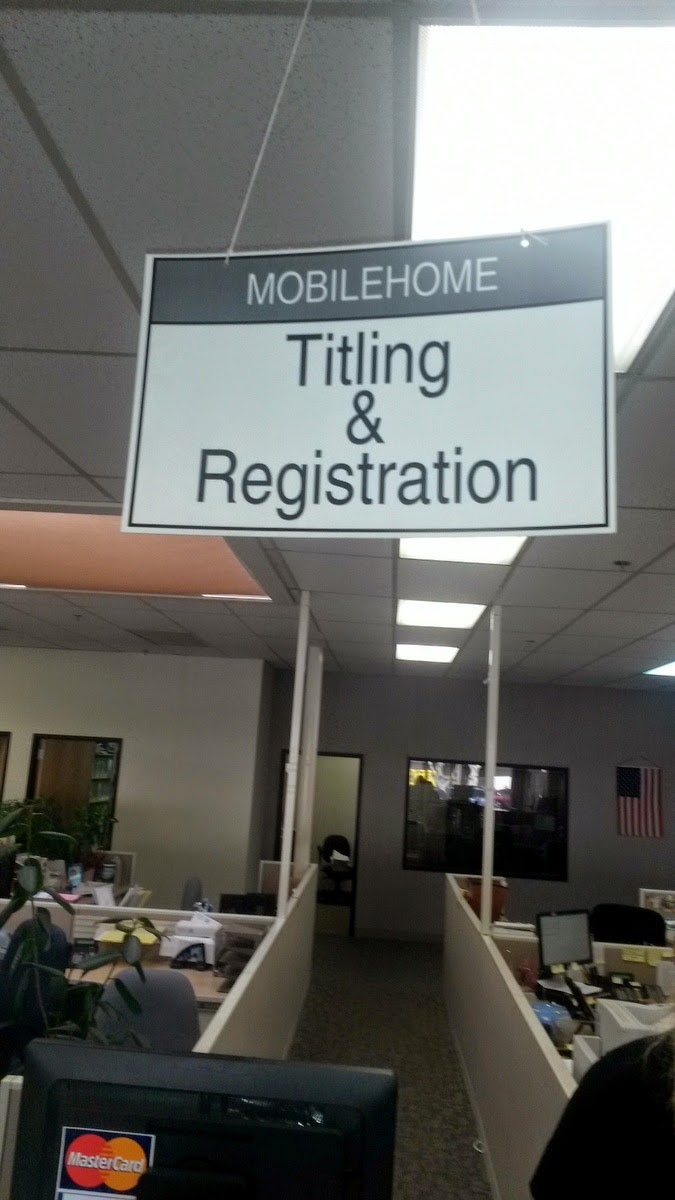 MOBILEHOME
Titling
&
Registration
MasterCard